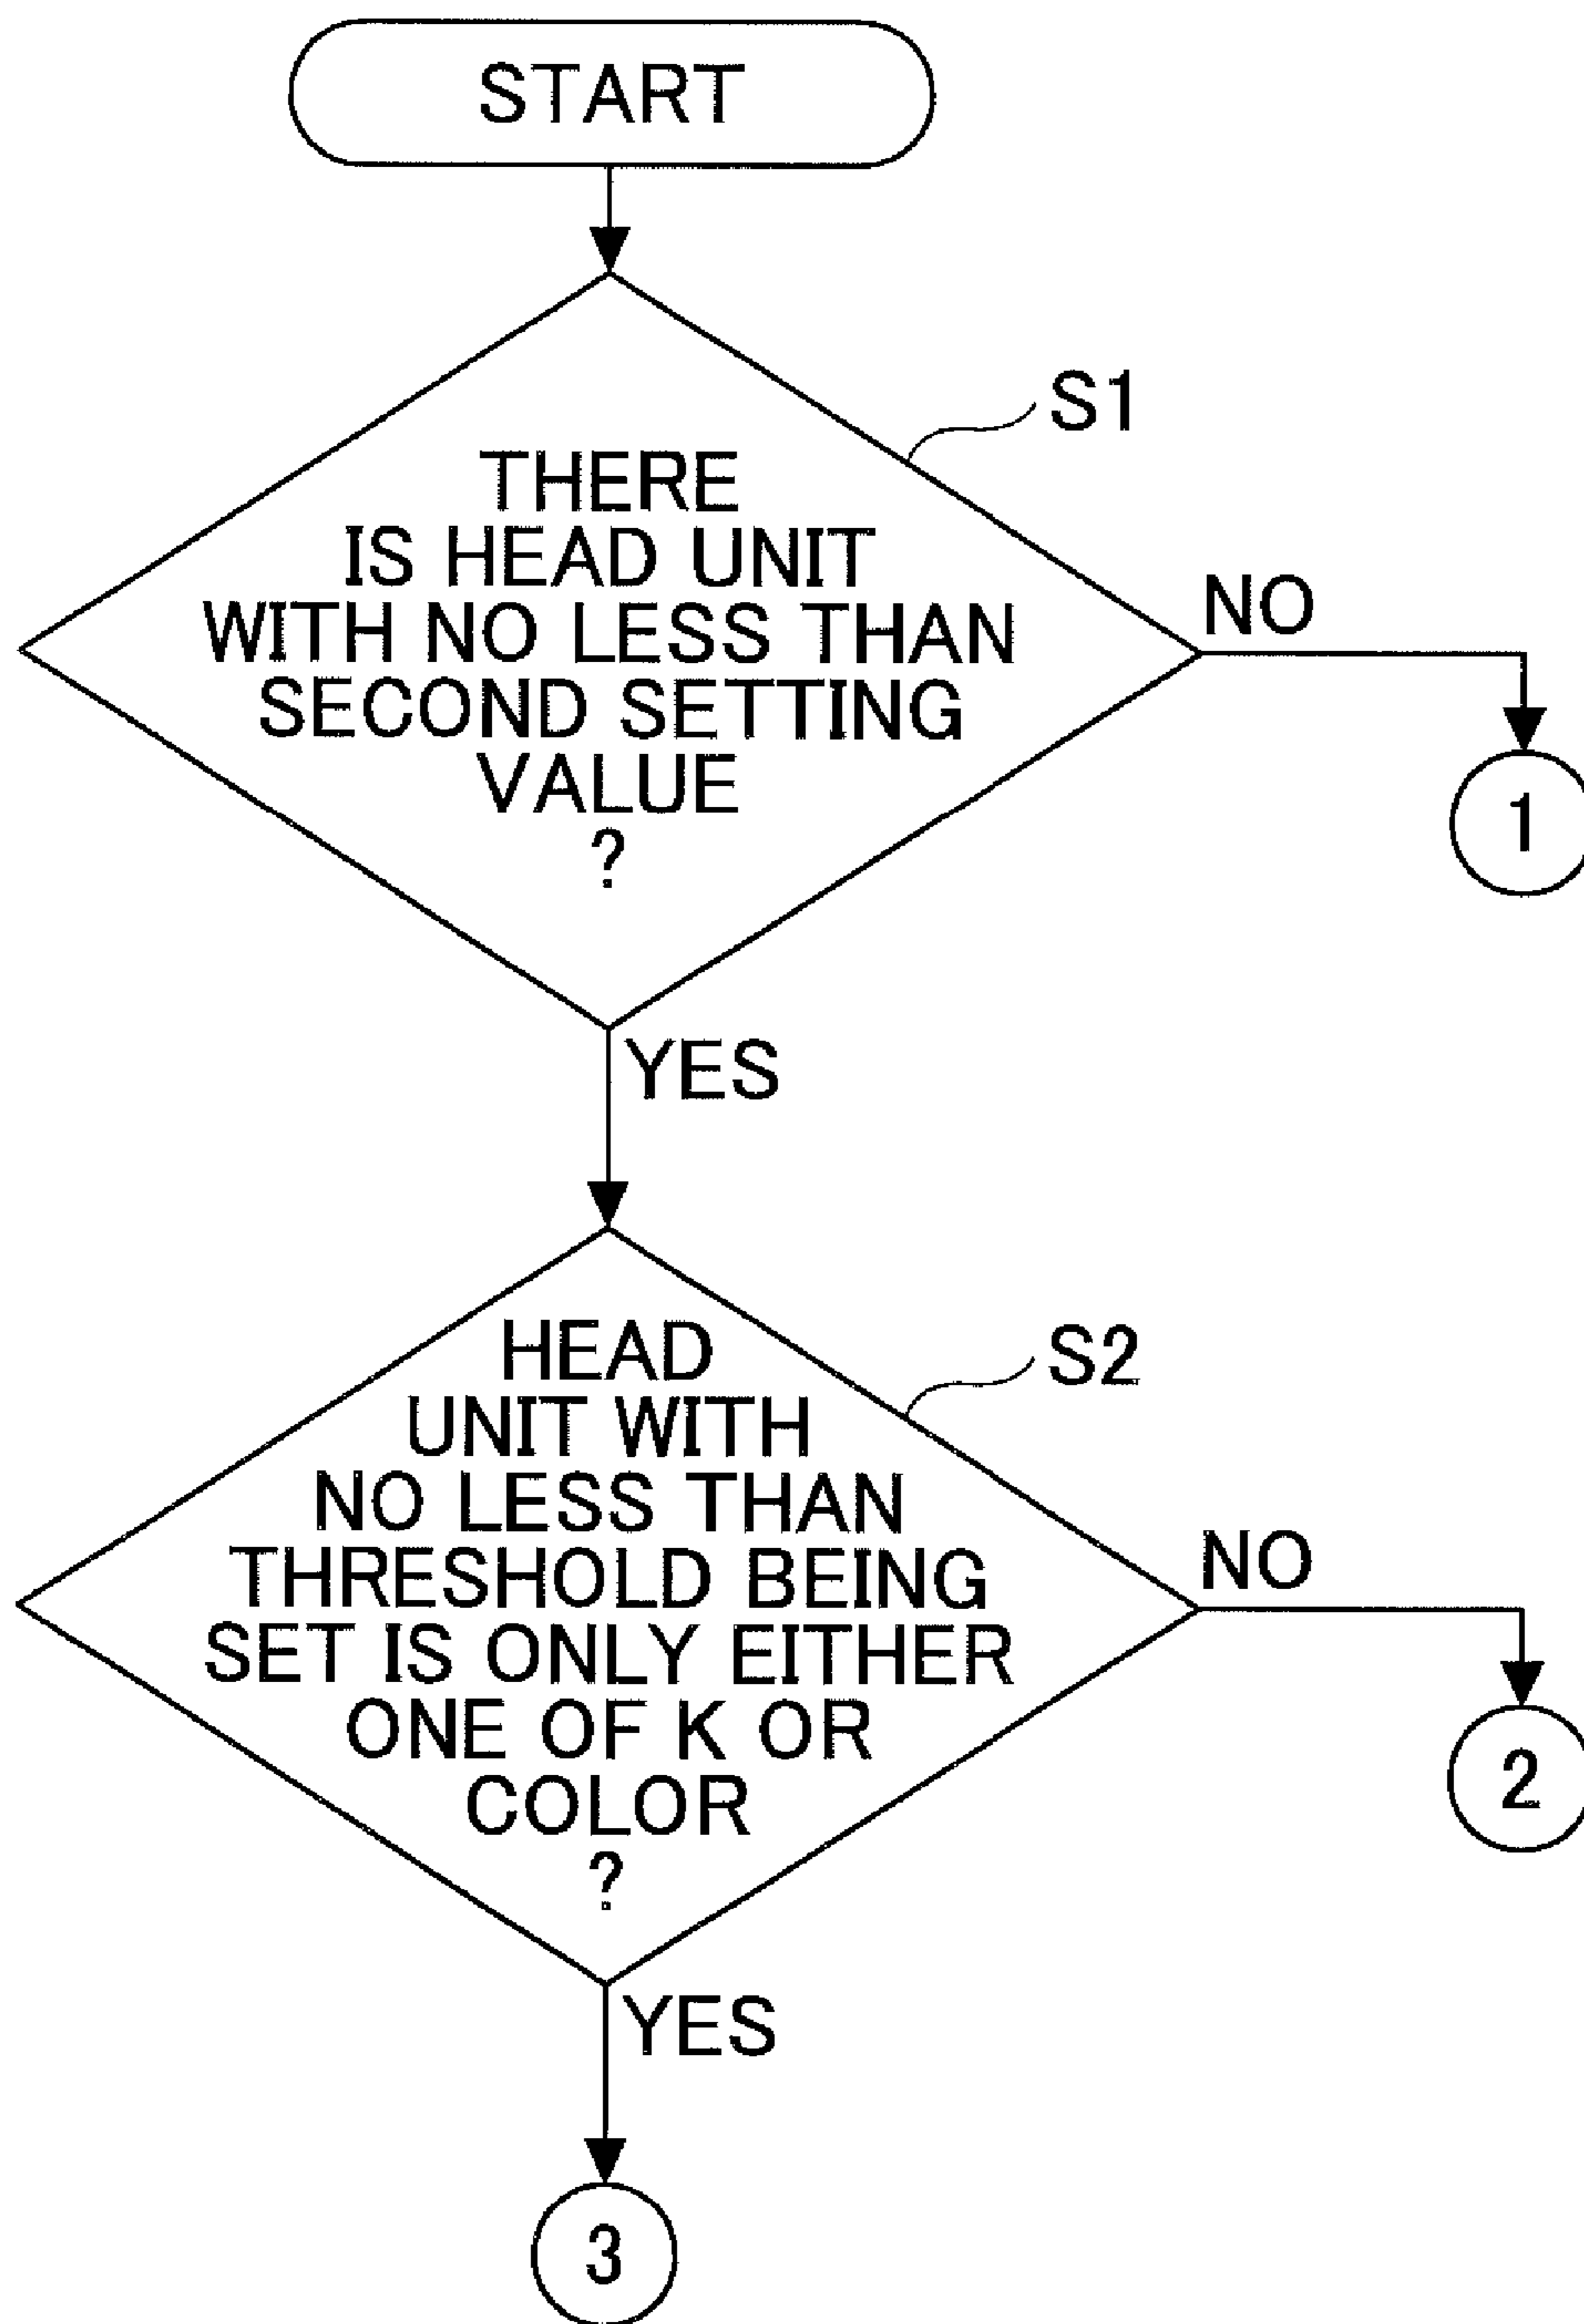 START
S1
THERE
IS HEAD UNIT
WITH NO LESS THAN
SECOND SETTING
VALUE
?
NO
1
YES
S2
HEAD
UNIT WITH
NO LESS THAN
THRESHOLD BEING
SET IS ONLY EITHER
ONE OF K OR
COLOR
?
NO
2
YES
3